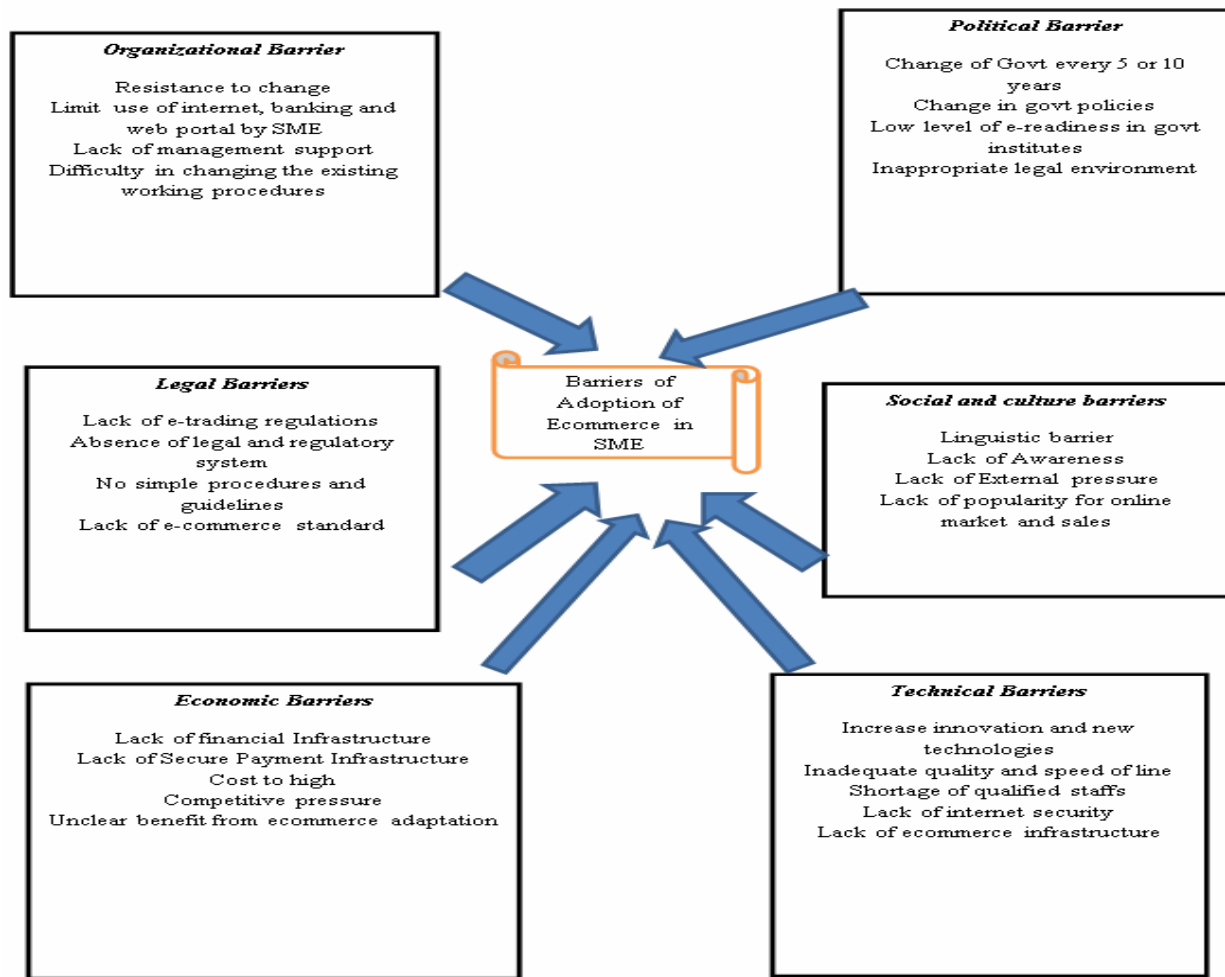 Organizational Barrier
Resistance to change
Limit use of internet, banking and
web portal by SME
Lack of management support
Difficulty in changing the existing
working procedures
Political Barrier
Change of Govt every 5 or 10
years
Change in govt policies
Low level of e-readiness in govt
institutes
Inappropriate legal environment
Barriers of
Adoption of
Ecommerce in
SME
Legal Barriers
Lack of e-trading regulations
Absence of legal and regulatory
system
No simple procedures and
guidelines
Lack of e-commerce standard
Social and culture barriers
Linguistic barrier
Lack of Awareness
Lack of External pressure
Lack of popularity for online
market and sales
Economic Barriers
Lack of financial Infrastructure
Lack of Secure Payment Infrastructure
Cost to high
Competitive pressure
Unclear benefit from ecommerce adaptation
Technical Barriers
Increase innovation and new
technologies
Inadequate quality and speed of line
Shortage of qualified staffs
Lack of internet security
Lack of ecommerce infrastructure